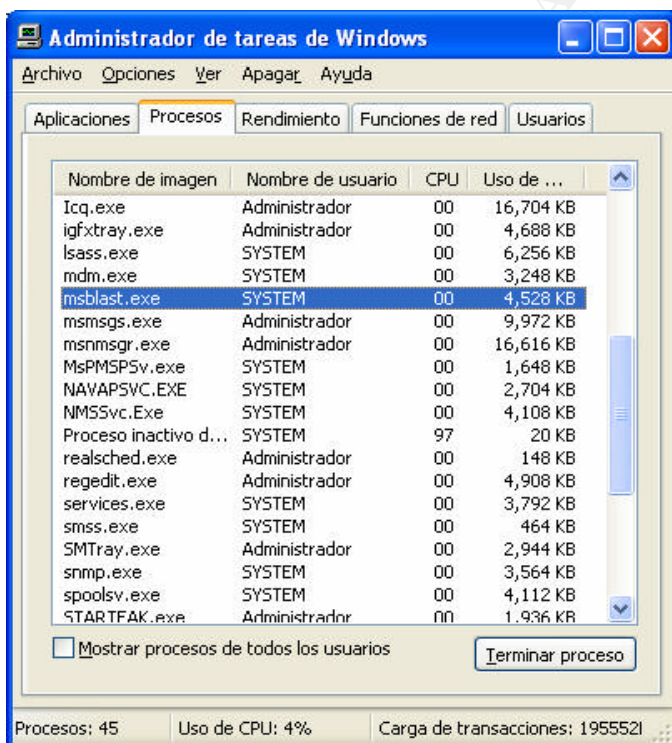 Administrador de tareas de Windows
Archivo Opciones Ver Apagar Ayuda
Aplicaciones Procesos Rendimiento Funciones de red Usuarios
Nombre de imagen Nombre de usuario CPU Uso de ...
Icq.exe Administrador 00 16,704 KB
igfxtray.exe Administrador 00 4,688 KB
lsass.exe SYSTEM 00 6,256 KB
mdm.exe SYSTEM 00 3,248 KB
msblast.exe SYSTEM 00 4,528 KB
msmsgs.exe Administrador 00 9,972 KB
msnmsgr.exe Administrador 00 16,616 KB
MsPMSPSv.exe SYSTEM 00 1,648 KB
NAVAPSVC.EXE SYSTEM 00 2,704 KB
NMSSvc.Exe SYSTEM 00 4,108 KB
Proceso inactivo d... SYSTEM 97 20 KB
realsched.exe Administrador 00 148 KB
regedit.exe Administrador 00 4,908 KB
services.exe SYSTEM 00 3,792 KB
smss.exe SYSTEM 00 464 KB
SMTray.exe Administrador 00 2,944 KB
snmp.exe SYSTEM 00 3,564 KB
spoolsv.exe SYSTEM 00 4,112 KB
STARTEAK.exe Administrador 00 1,936 KB
Mostrar procesos de todos los usuarios
Terminar proceso
Procesos: 45 Uso de CPU: 4% Carga de transacciones: 195552